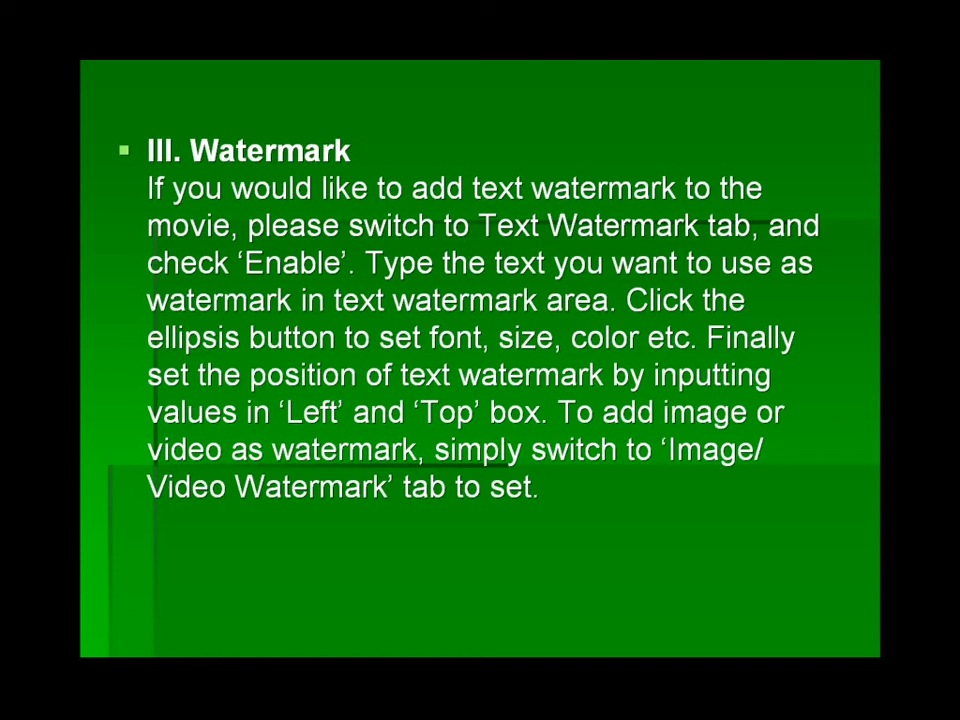 III. Watermark
If you would like to add text watermark to the
movie, please switch to Text Watermark tab, and
check ‘Enable’. Type the text you want to use as
watermark in text watermark area. Click the
ellipsis button to set font, size, color etc. Finally
set the position of text watermark by inputting
values in ‘Left’ and ‘Top’ box. To add image or
video as watermark, simply switch to ‘Image/
Video Watermark’ tab to set.